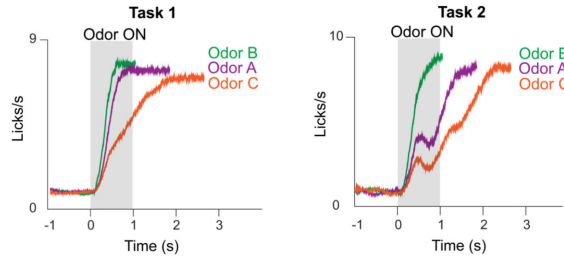 Task 1
9
Odor ON
Odor B
Odor A
Odor C
Licks/s
0
-1
0
1
2
3
Time (s)
Task 2
10
Odor ON
Odor
Odor
Odor
Licks/s
0
-1
0
1
2
3
Time (s)